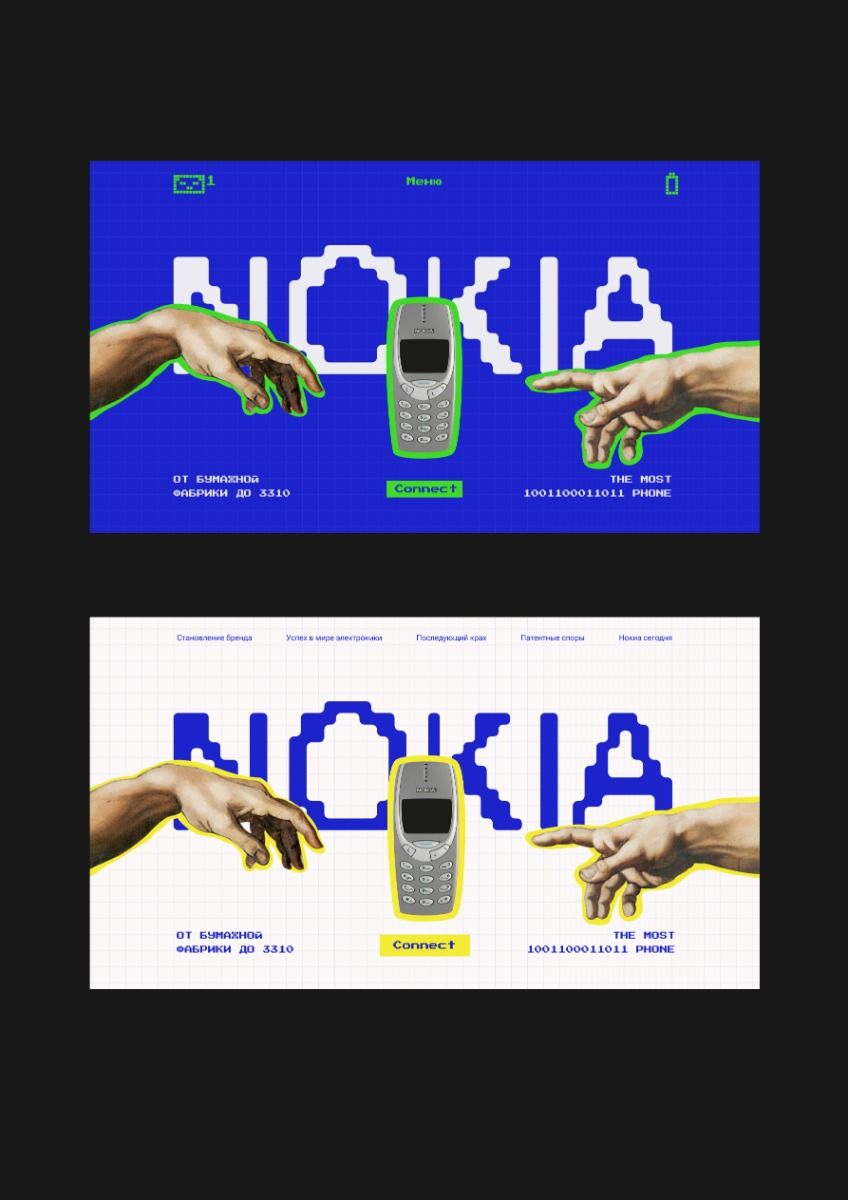 1
Меню
NOKIA
NOKIA
ОТ БУМАЖНОЙ
ФАБРИКИ ДО 3310
Connect
THE MOST
1001100011011 PHONE
Становление бренда
Успех в мире электроники
Последующий крах
Патентные споры
Нокиа сегодня
NOKIA
NOKIA
ОТ БУМАЖНОЙ
ФАБРИКИ ДО 3310
Connect
THE MOST
1001100011011 PHONE